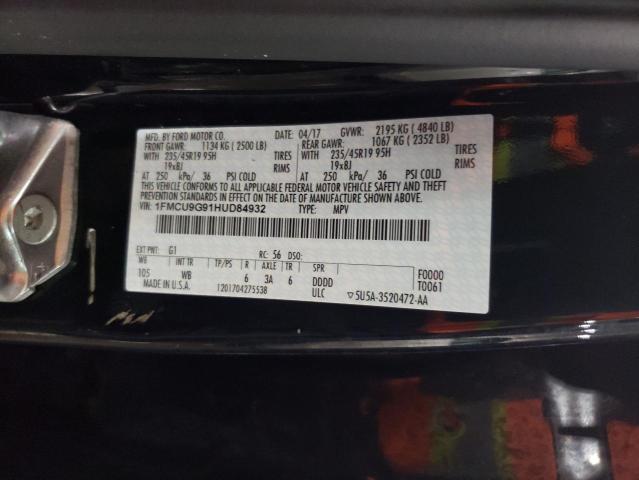 MFD. BY FORD MOTOR CO. 04/17 GVWR: 2195 KG ( 4840 LB)
FRONT GAWR: 1134 KG ( 2500 LB) REAR GAWR: 1067 KG ( 2352 LB)
WITH 235/45R19 95H TIRES WITH 235/45R19 95H TIRES
19x8J RIMS 19x8J RIMS
AT 250 kPa/ 36 PSI COLD AT 250 kPa/ 36 PSI COLD
THIS VEHICLE CONFORMS TO ALL APPLICABLE FEDERAL MOTOR VEHICLE SAFETY AND THEFT
PREVENTION STANDARDS IN EFFECT ON THE DATE OF MANUFACTURE SHOWN ABOVE.
VIN: 1FMCU9G91HUD84932 TYPE: MPV
EXT PNT: G1 RC: 56 DSO: F0000
WB WB TP/PS R AXLE TR SPR T0061
105 6 3A 6 DDDD
MADE IN U.S.A. 1201704275538 ULC ▽5U5A-3520472-AA